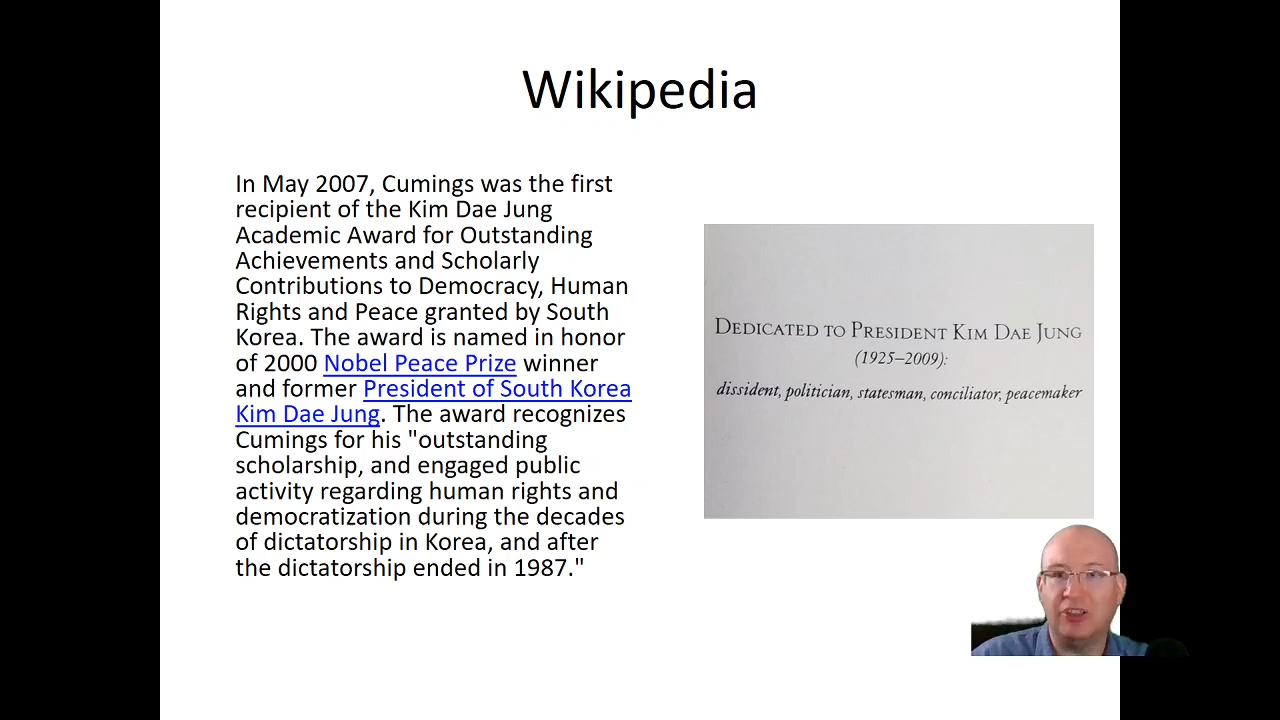 Wikipedia
In May 2007, Cumings was the first
recipient of the Kim Dae Jung
Academic Award for Outstanding
Achievements and Scholarly
Contributions to Democracy, Human
Rights and Peace granted by South
Korea. The award is named in honor
of 2000 Nobel Peace Prize winner
and former President of South Korea
Kim Dae Jung. The award recognizes
Cumings for his "outstanding
scholarship, and engaged public
activity regarding human rights and
democratization during the decades
of dictatorship in Korea, and after
the dictatorship ended in 1987."
DEDICATED TO PRESIDENT KIM DAE JUNG
(1925–2009):
dissident, politician, statesman, conciliator, peacemaker